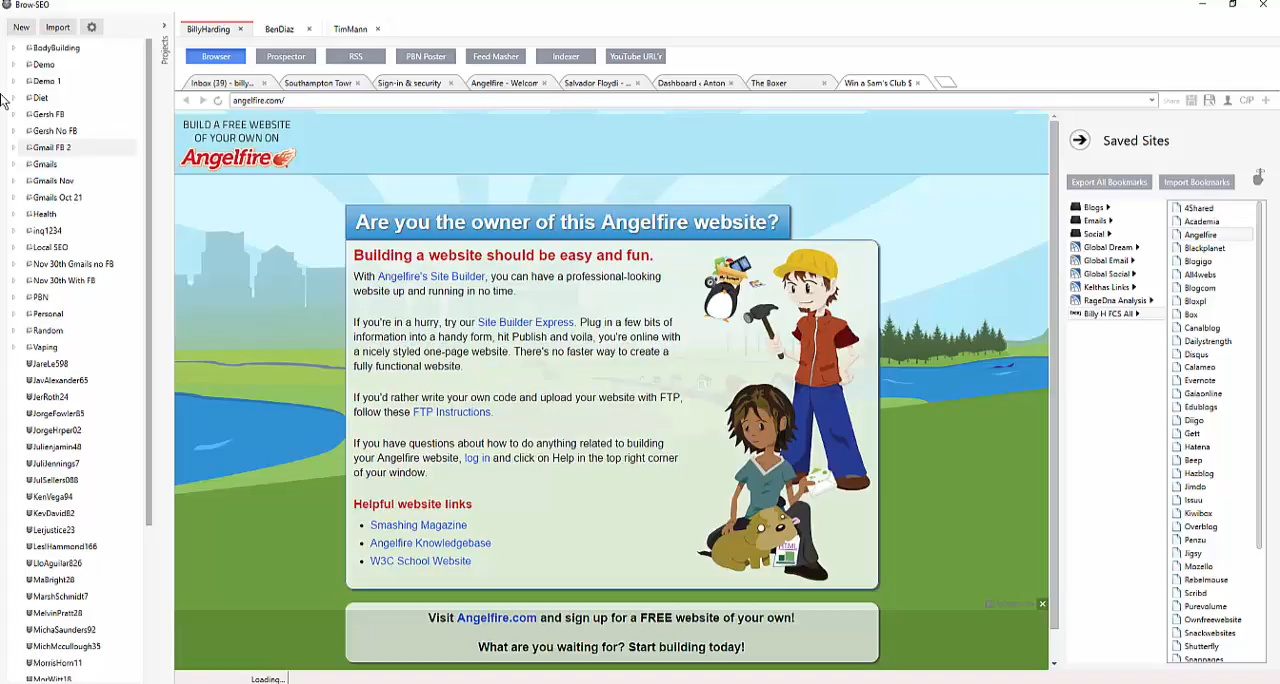 Brow-SEO
New Import
Projects
BodyBuilding
Demo
Demo 1
Diet
Gersh FB
Gersh No FB
Gmail FB 2
Gmails
Gmails Nov
Gmails Oct 21
Health
inq1234
Local SEO
Nov 30th Gmails no FB
Nov 30th With FB
PBN
Personal
Random
Vaping
JareLe598
JavAlexander65
JerRoth24
JorgeFowler85
JorgeHrper02
Julienjamin48
JuliJennings7
JulSellers088
KenVega94
KevDavid82
Lerjustice23
LeslHammond166
LloAguilar826
MaBright28
MarshSchmidt7
MelvinPratt28
MichaSaunders92
MichMccullough35
MorrisHorn11
MorWitt18
BillyHarding BenDiaz TimMann
Browser Prospector RSS PBN Poster Feed Masher Indexer YouTube URL's
Inbox (39) - billy... Southampton Towr Sign-in & security Angelfire - Welcom Salvador Floydi - ... Dashboard ‹ Anton The Boxer Win a Sam's Club $
angelfire.com/
Share C/P
BUILD A FREE WEBSITE
OF YOUR OWN ON
Angelfire
Are you the owner of this Angelfire website?
Building a website should be easy and fun.
With Angelfire's Site Builder, you can have a professional-looking
website up and running in no time.
If you're in a hurry, try our Site Builder Express. Plug in a few bits of
information into a handy form, hit Publish and voila, you're online
with a nicely styled one-page website. There's no faster way to create a
fully functional website.
If you'd rather write your own code and upload your website with FTP,
follow these FTP Instructions.
If you have questions about how to do anything related to building
your Angelfire website, log in and click on Help in the top right corner
of your window.
Helpful website links
Smashing Magazine
Angelfire Knowledgebase
W3C School Website
HTML
Visit Angelfire.com and sign up for a FREE website of your own!
What are you waiting for? Start building today!
Loading...
Saved Sites
Export All Bookmarks Import Bookmarks
Blogs
Emails
Social
Global Dream
Global Email
Global Social
Kelthas Links
RageDna Analysis
Billy H FCS All
4Shared
Academia
Angelfire
Blackplanet
Blogigo
All4webs
Blogcom
Bloxpl
Box
Canalblog
Dailystrength
Disqus
Calameo
Evernote
Gaiaonline
Edublogs
Diigo
Gett
Hatena
Beep
Hazblog
Jimdo
Issuu
Kiwibox
Overblog
Penzu
Jigsy
Mozello
Rebelmouse
Scribd
Purevolume
Ownfreewebsite
Snackwebsites
Shutterfly
Snappages